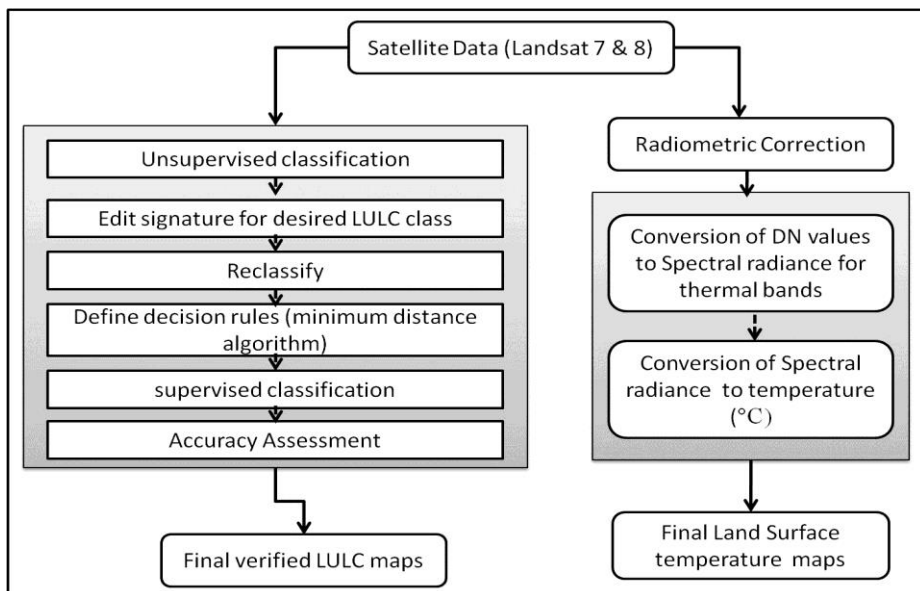 Satellite Data (Landsat 7 & 8)
Unsupervised classification
Edit signature for desired LULC class
Reclassify
Define decision rules (minimum distance
algorithm)
supervised classification
Accuracy Assessment
Final verified LULC maps
Radiometric Correction
Conversion of DN values
to Spectral radiance for
thermal bands
Conversion of Spectral
radiance to temperature
(°C)
Final Land Surface
temperature maps